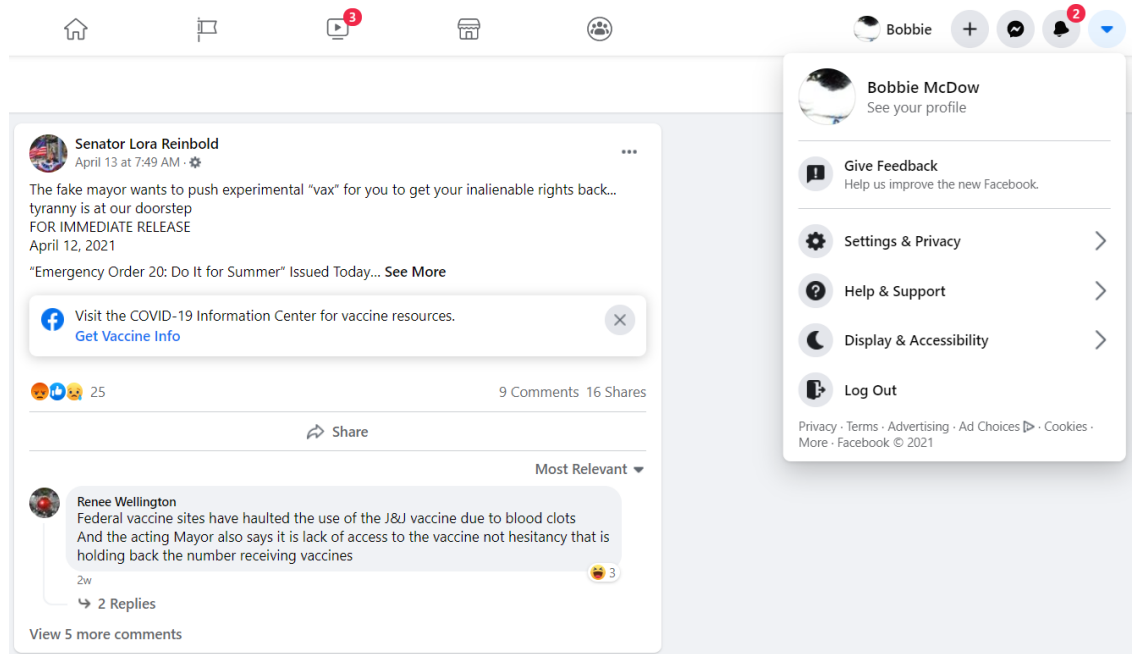 3
Bobbie
2
Bobbie McDow
See your profile
Give Feedback
Help us improve the new Facebook.
Settings & Privacy
Help & Support
Display & Accessibility
Log Out
Privacy · Terms · Advertising · Ad Choices · Cookies ·
More · Facebook © 2021
Senator Lora Reinbold
April 13 at 7:49 AM ·
The fake mayor wants to push experimental “vax” for you to get your inalienable rights back...
tyranny is at our doorstep
FOR IMMEDIATE RELEASE
April 12, 2021
“Emergency Order 20: Do It for Summer” Issued Today... See More
Visit the COVID-19 Information Center for vaccine resources.
Get Vaccine Info
25
9 Comments 16 Shares
Share
Most Relevant
Renee Wellington
Federal vaccine sites have haulted the use of the J&J vaccine due to blood clots
And the acting Mayor also says it is lack of access to the vaccine not hesitancy that is
holding back the number receiving vaccines
3
2w
2 Replies
View 5 more comments